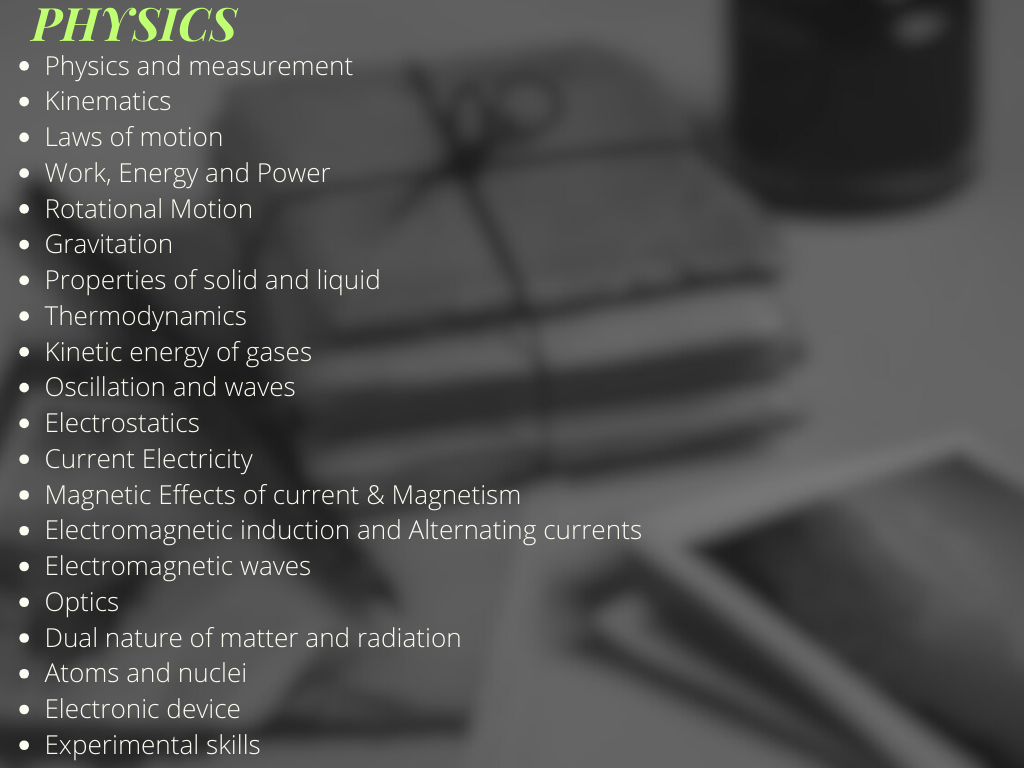 PHYSICS
• Physics and measurement
• Kinematics
• Laws of motion
• Work, Energy and Power
• Rotational Motion
• Gravitation
• Properties of solid and liquid
• Thermodynamics
• Kinetic energy of gases
• Oscillation and waves
• Electrostatics
• Current Electricity
• Magnetic Effects of current & Magnetism
• Electromagnetic induction and Alternating currents
• Electromagnetic waves
• Optics
• Dual nature of matter and radiation
• Atoms and nuclei
• Electronic device
• Experimental skills